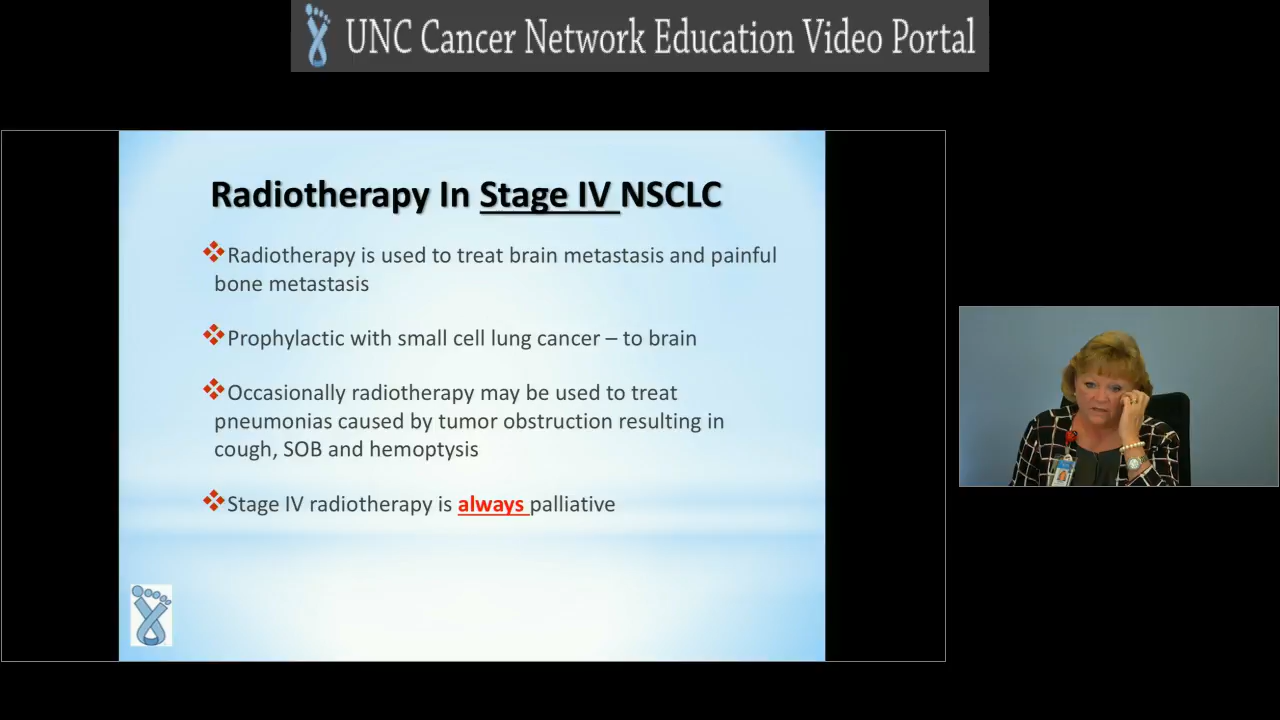 UNC Cancer Network Education Video Portal
Radiotherapy In Stage IV NSCLC
Radiotherapy is used to treat brain metastasis and painful
bone metastasis
Prophylactic with small cell lung cancer – to brain
Occasionally radiotherapy may be used to treat
pneumonias caused by tumor obstruction resulting in
cough, SOB and hemoptysis
Stage IV radiotherapy is always palliative